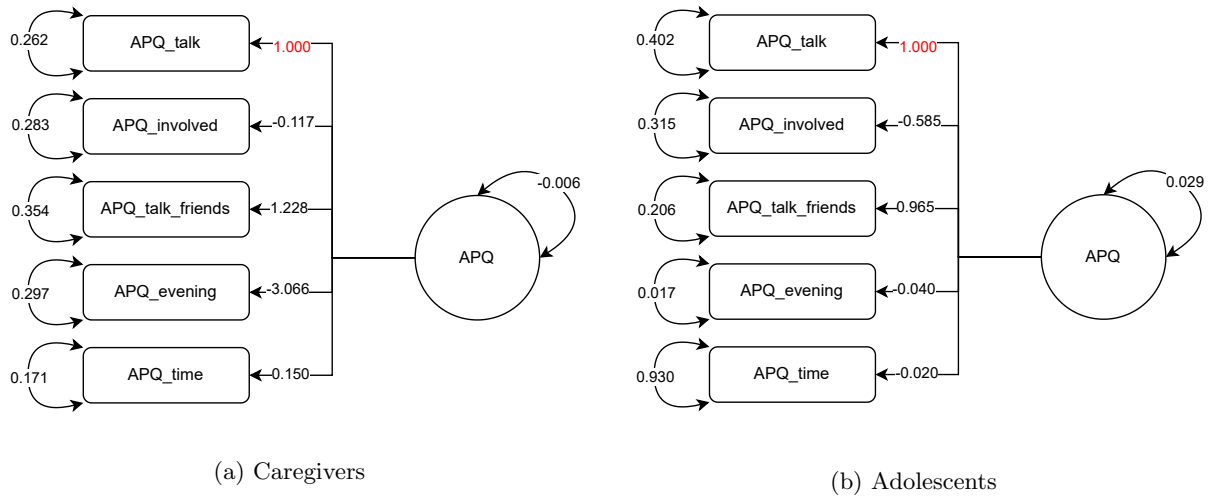 0.262
APQ_talk
1.000
0.283
APQ_involved
-0.117
0.354
APQ_talk_friends
1.228
0.297
APQ_evening
-3.066
0.171
APQ_time
0.150
APQ
-0.006
(a) Caregivers
0.402
APQ_talk
1.000
0.315
APQ_involved
-0.585
0.206
APQ_talk_friends
0.965
0.017
APQ_evening
-0.040
0.930
APQ_time
-0.020
APQ
0.029
(b) Adolescents